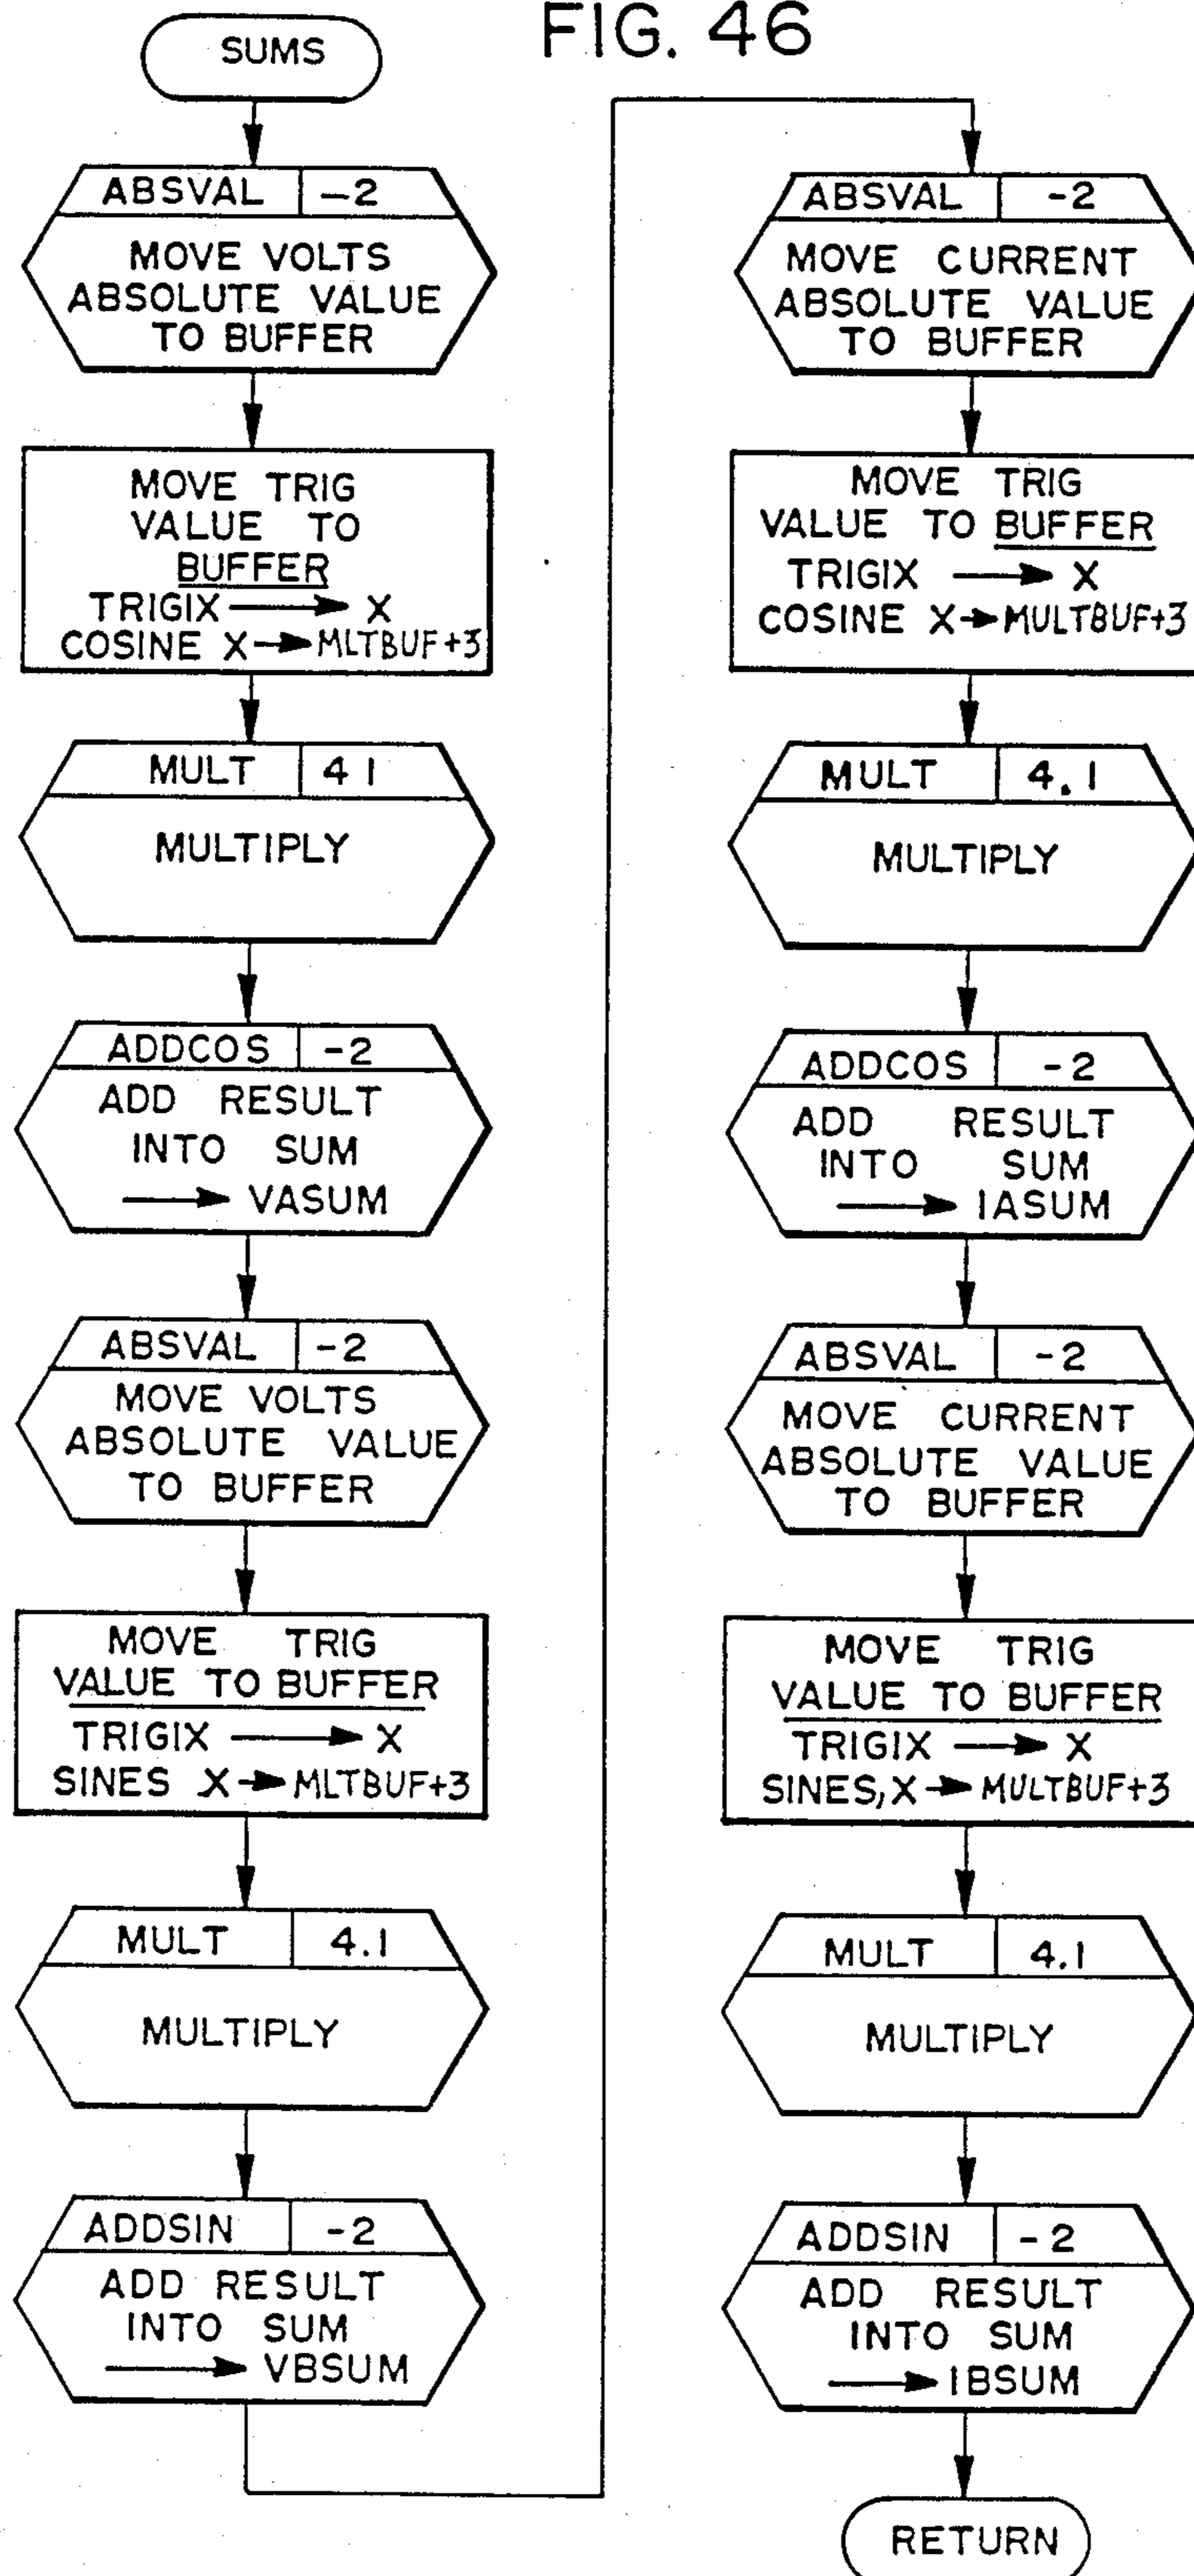 FIG. 46
SUMS
ABSVAL -2
MOVE VOLTS
ABSOLUTE VALUE
TO BUFFER
MOVE TRIG
VALUE TO
BUFFER
TRIGIX → X
COSINE X → MLTBUF+3
MULT 41
MULTIPLY
ADDCOS -2
ADD RESULT
INTO SUM
→ VASUM
ABSVAL -2
MOVE VOLTS
ABSOLUTE VALUE
TO BUFFER
MOVE TRIG
VALUE TO BUFFER
TRIGIX → X
SINES X → MLTBUF+3
MULT 4.1
MULTIPLY
ADDSIN -2
ADD RESULT
INTO SUM
→ VBSUM
ABSVAL -2
MOVE CURRENT
ABSOLUTE VALUE
TO BUFFER
MOVE TRIG
VALUE TO BUFFER
TRIGIX → X
COSINE X → MULTBUF+3
MULT 4.1
MULTIPLY
ADDCOS -2
ADD RESULT
INTO SUM
→ IASUM
ABSVAL -2
MOVE CURRENT
ABSOLUTE VALUE
TO BUFFER
MOVE TRIG
VALUE TO BUFFER
TRIGIX → X
SINES, X → MULTBUF+3
MULT 4.1
MULTIPLY
ADDSIN -2
ADD RESULT
INTO SUM
→ IBSUM
RETURN